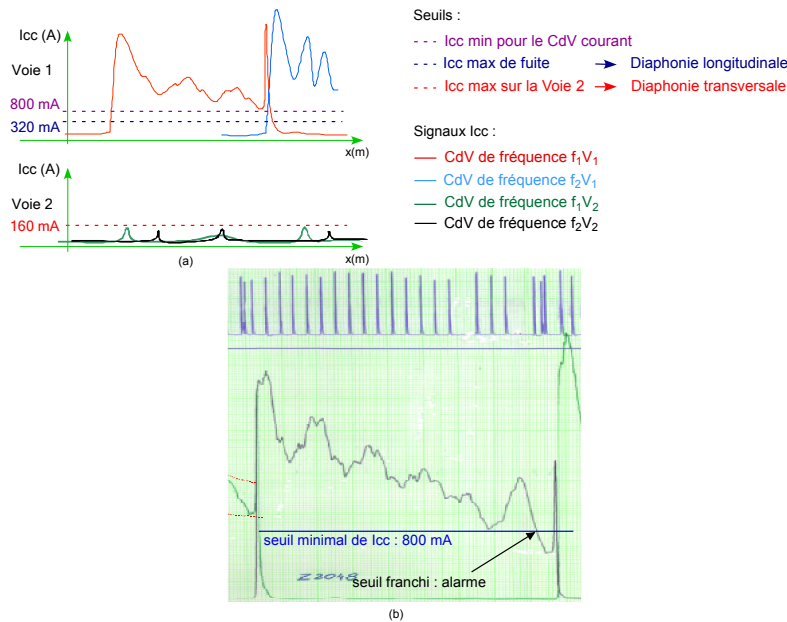 Icc (A)
Voie 1
800 mA
320 mA
x(m)
Icc (A)
Voie 2
160 mA
x(m)
(a)
Seuils :
Icc min pour le CdV courant
Icc max de fuite Diaphonie longitudinale
Icc max sur la Voie 2 Diaphonie transversale
Signaux Icc :
CdV de fréquence f₁V₁
CdV de fréquence f₂V₁
CdV de fréquence f₁V₂
CdV de fréquence f₂V₂
seuil minimal de Icc : 800 mA
Z2048
seuil franchi : alarme
(b)